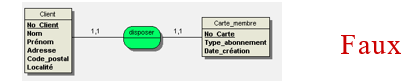 Client
No_Client
Nom
Prénom
Adresse
Code_postal
Localité
1,1
disposer
1,1
Carte_membre
No_Carte
Type_abonnement
Date_création
Faux